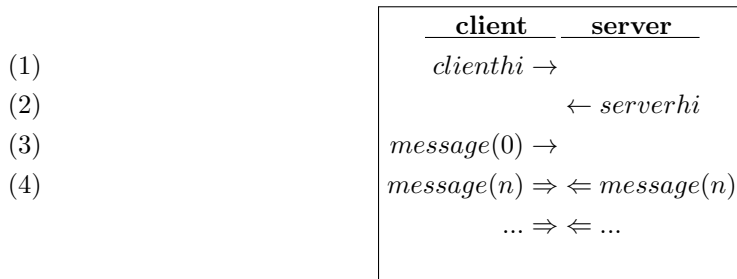 client server
(1) clienthi →
(2) ← serverhi
(3) message(0) →
(4) message(n) ⇒ ⇐ message(n)
... ⇒ ⇐ ...